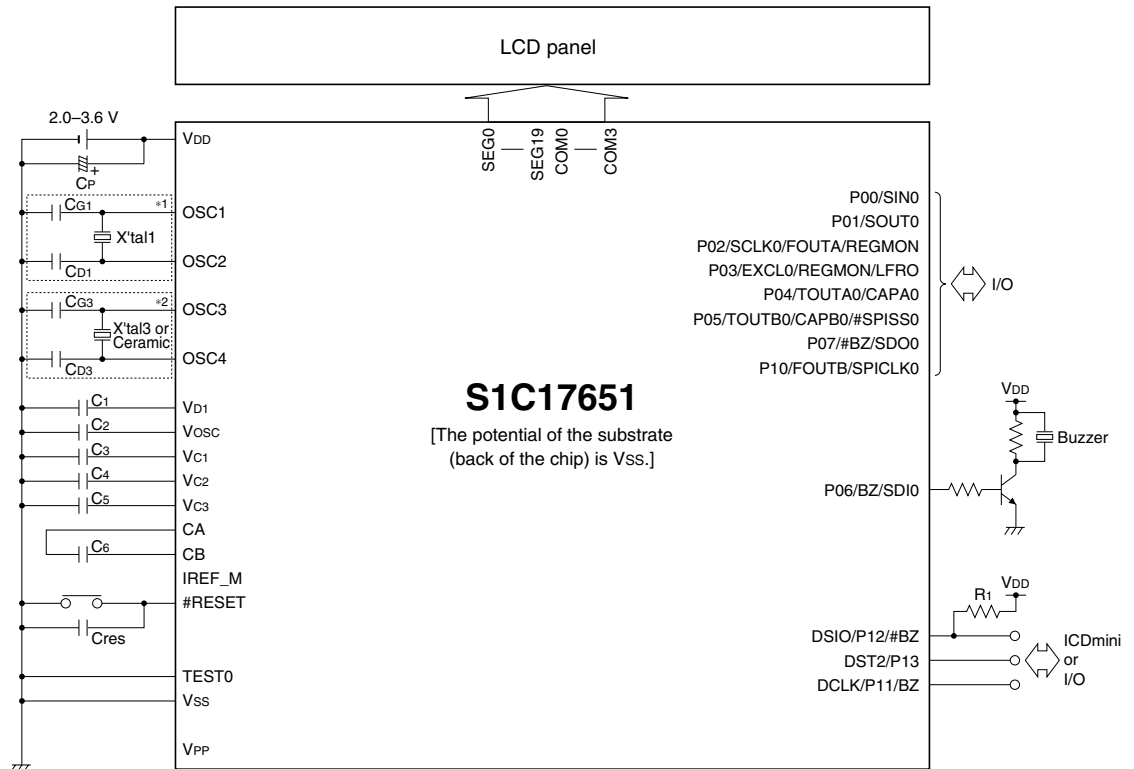 LCD panel
2.0–3.6 V
VDD
CP
+
SEG0
SEG19
COM0
COM3
CG1
*1
OSC1
X'tal1
OSC2
CD1
CG3
*2
OSC3
X'tal3 or
Ceramic
OSC4
CD3
C1
VD1
C2
VOSC
C3
VC1
C4
VC2
C5
VC3
CA
C6
CB
IREF_M
#RESET
Cres
TEST0
VSS
VPP
S1C17651
[The potential of the substrate
(back of the chip) is VSS.]
P00/SIN0
P01/SOUT0
P02/SCLK0/FOUTA/REGMON
P03/EXCL0/REGMON/LFRO
P04/TOUTA0/CAPA0
P05/TOUTB0/CAPB0/#SPISS0
P07/#BZ/SDO0
P10/FOUTB/SPICLK0
I/O
VDD
Buzzer
P06/BZ/SDI0
VDD
R1
DSIO/P12/#BZ
DST2/P13
DCLK/P11/BZ
ICDmini
or
I/O